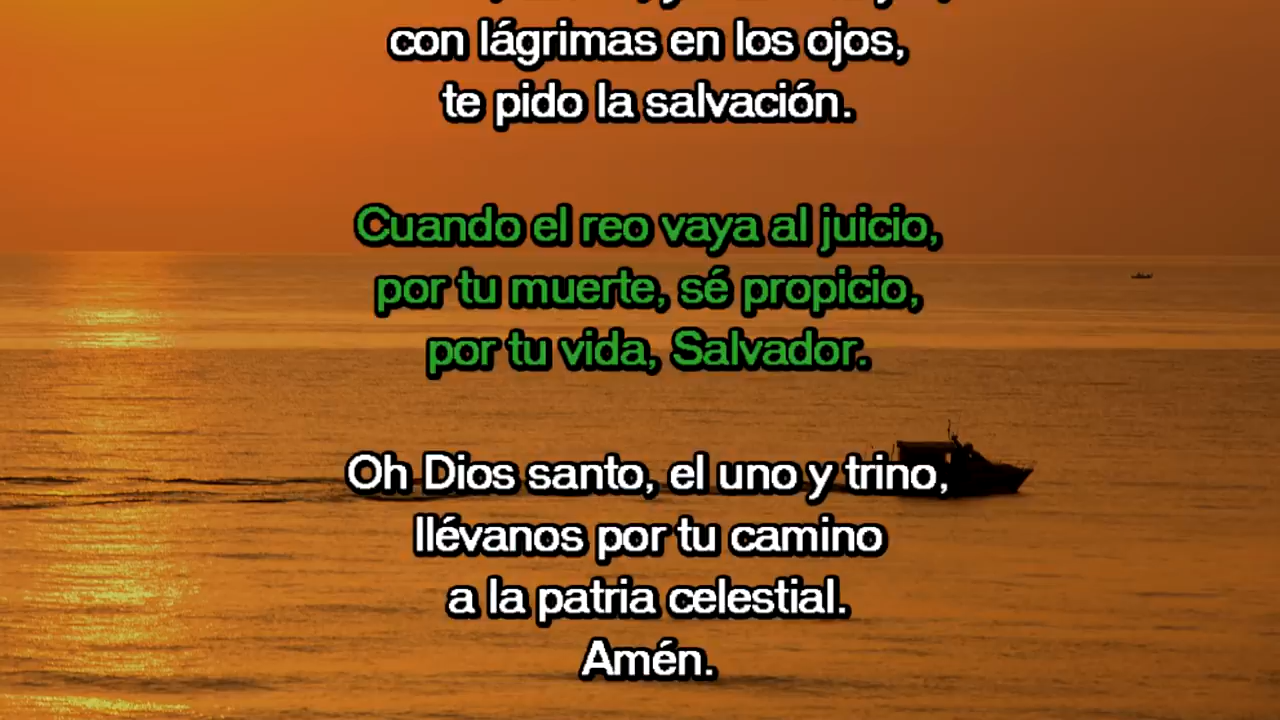 con lágrimas en los ojos,
te pido la salvación.
Cuando el reo vaya al juicio,
por tu muerte, sé propicio,
por tu vida, Salvador.
Oh Dios santo, el uno y trino,
llévanos por tu camino
a la patria celestial.
Amén.